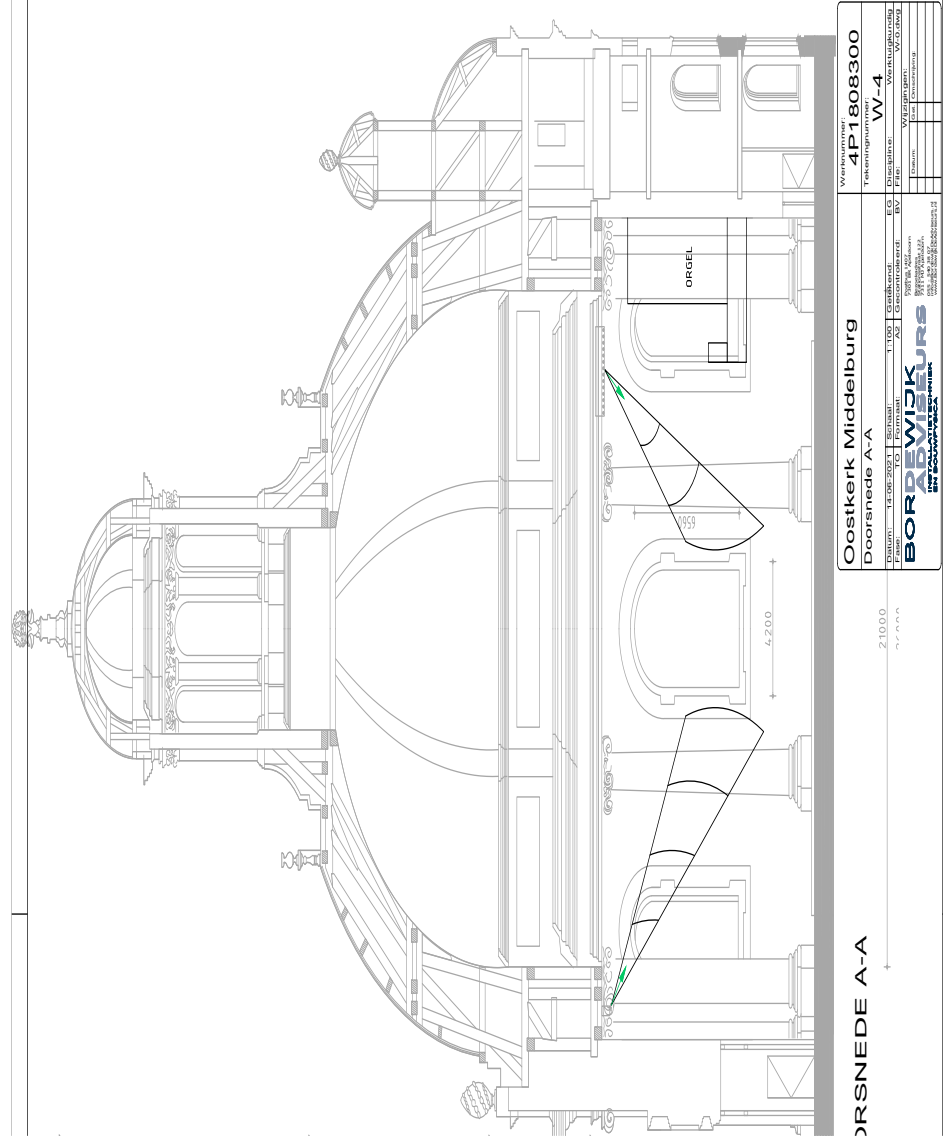 Werknummer:
4P1808300
Tekeningnummer:
W-4
Discipline: Werktuigkundig
File: W-0.dwg
Wijzigingen:
Datum: Get. Omschrijving:
Oostkerk Middelburg
Doorsnede A-A
Datum: 14-06-2021 Schaal: 1:100 Getekend: EG
Fase: TO Formaat: A2 Gecontroleerd: BV
BORDEWIJK
ADVISEURS
INSTALLATIETECHNIEK
EN BOUWFYSICA
ORGEL
0959
4200
21000
ORSNEDE A-A